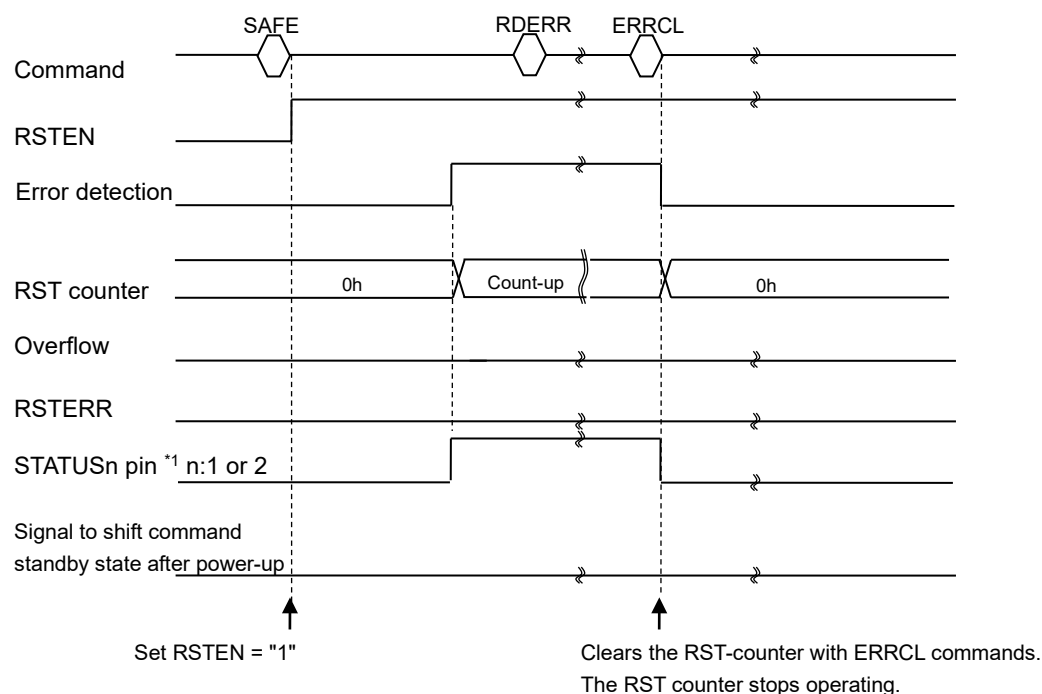 SAFE RDERR ERRCL
Command
RSTEN
Error detection
RST counter 0h Count-up 0h
Overflow
RSTERR
STATUSn pin *1 n:1 or 2
Signal to shift command
standby state after power-up
Set RSTEN = "1"
Clears the RST-counter with ERRCL commands.
The RST counter stops operating.